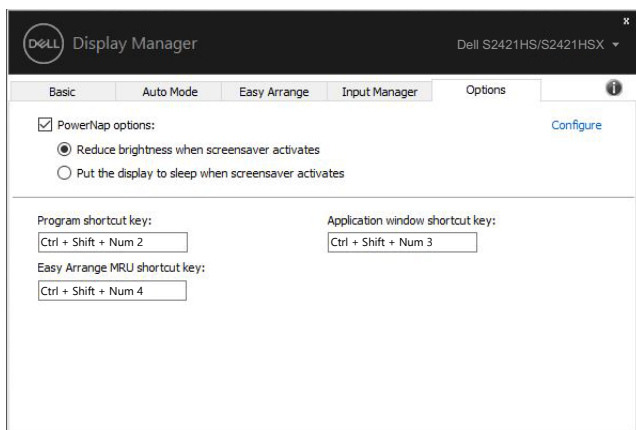 x
DELL Display Manager
Dell S2421HS/S2421HSX
Basic Auto Mode Easy Arrange Input Manager Options
PowerNap options:
Configure
Reduce brightness when screensaver activates
Put the display to sleep when screensaver activates
Program shortcut key:
Application window shortcut key:
Ctrl + Shift + Num 2
Ctrl + Shift + Num 3
Easy Arrange MRU shortcut key:
Ctrl + Shift + Num 4